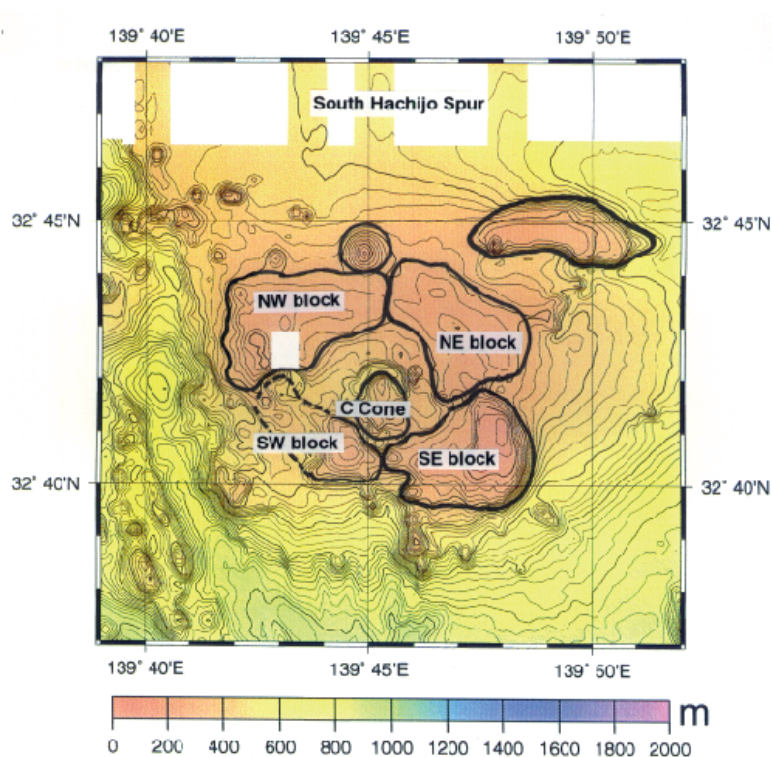 139° 40'E 139° 45'E 139° 50'E
South Hachijo Spur
32° 45'N 32° 45'N
NW block
NE block
C Cone
SW block
SE block
32° 40'N 32° 40'N
139° 40'E 139° 45'E 139° 50'E
m
0 200 400 600 800 1000 1200 1400 1600 1800 2000